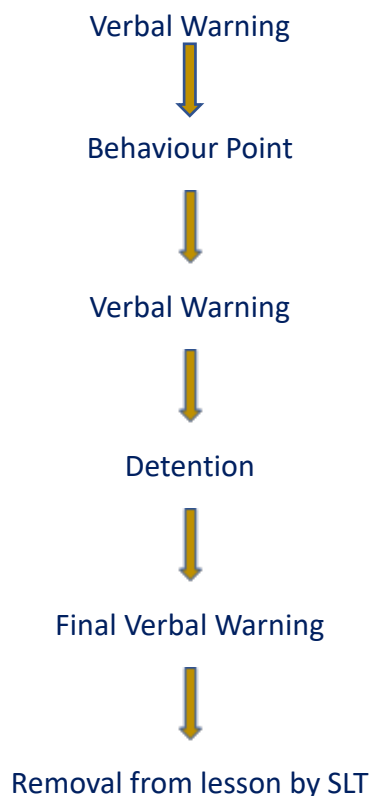 Verbal Warning
Behaviour Point
Verbal Warning
Detention
Final Verbal Warning
Removal from lesson by SLT